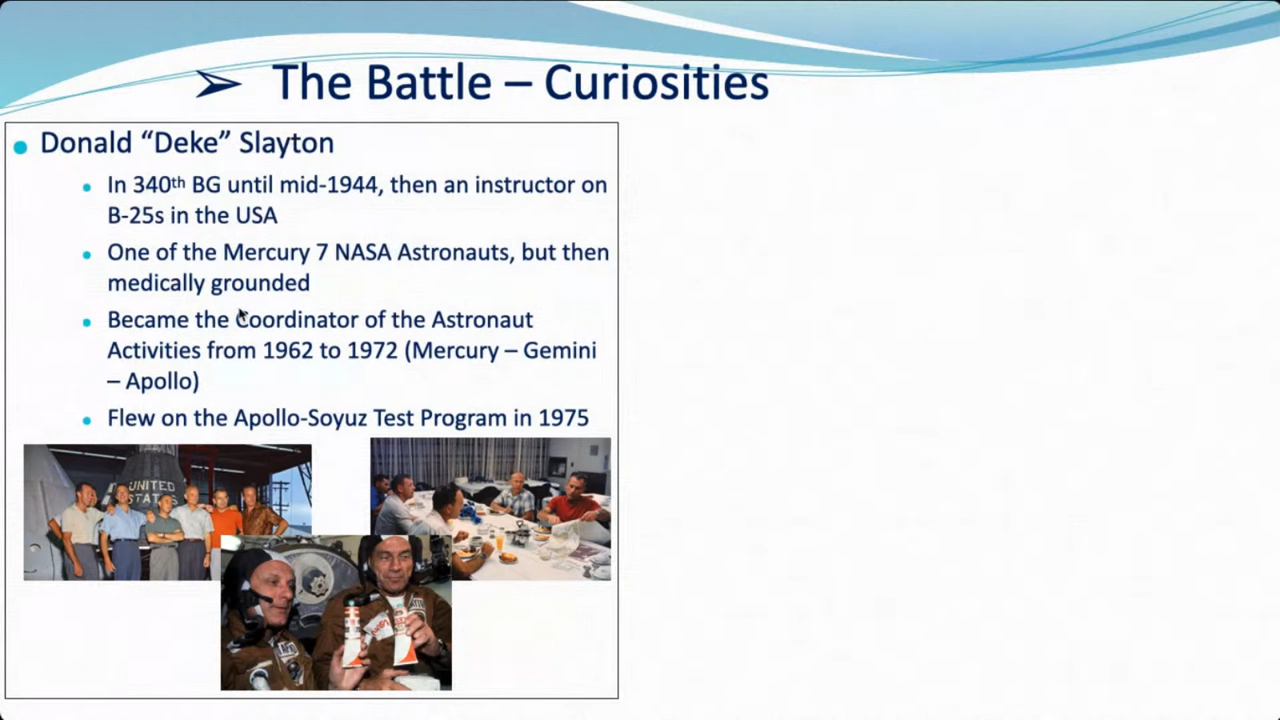 The Battle – Curiosities
Donald “Deke” Slayton
In 340th BG until mid-1944, then an instructor on
B-25s in the USA
One of the Mercury 7 NASA Astronauts, but then
medically grounded
Became the Coordinator of the Astronaut
Activities from 1962 to 1972 (Mercury – Gemini
– Apollo)
Flew on the Apollo-Soyuz Test Program in 1975
UNITED
STATES